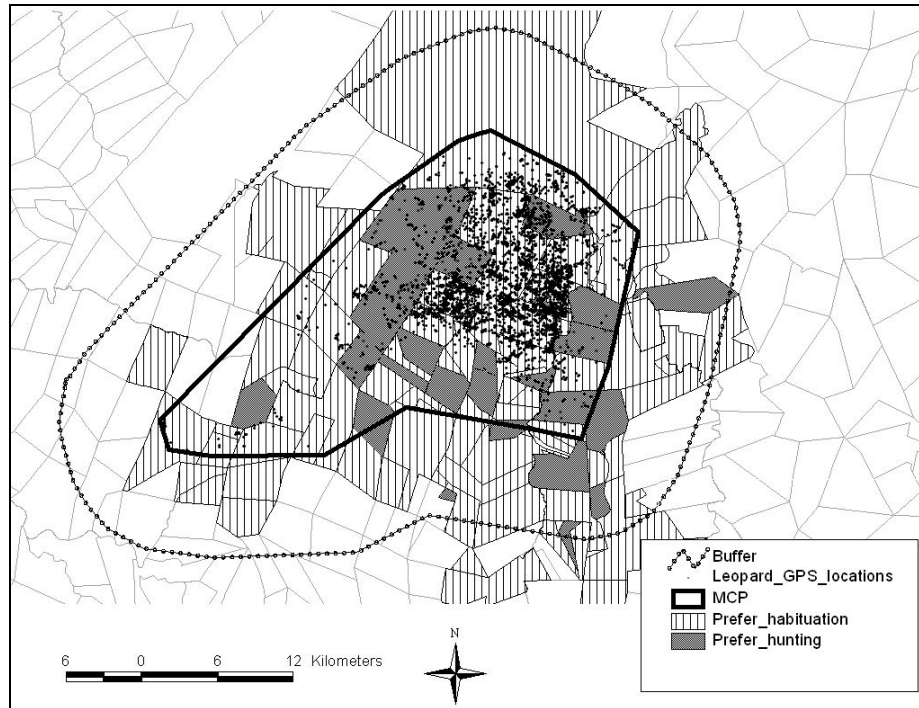 Buffer
Leopard_GPS_locations
MCP
Prefer_habituation
Prefer_hunting
N
6 0 6 12 Kilometers